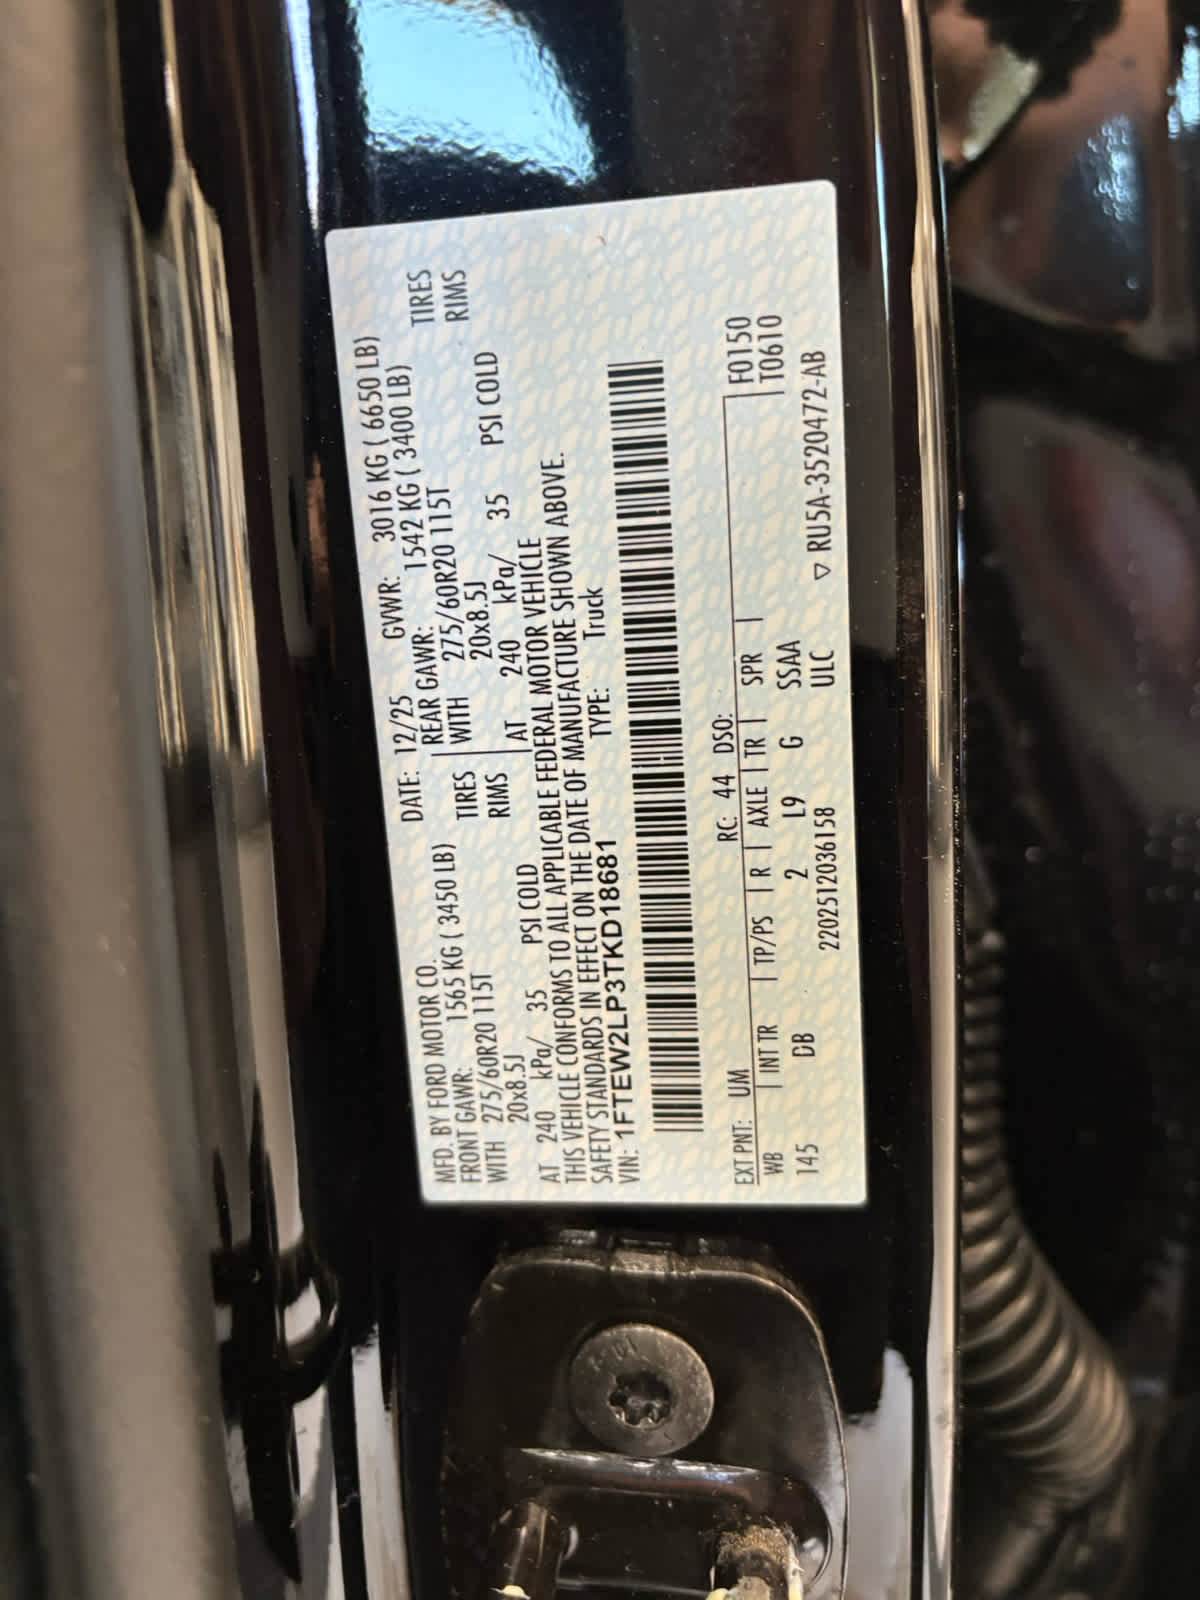 MFD. BY FORD MOTOR CO. DATE: 12/25 GVWR: 3016 KG ( 6650 LB)
FRONT GAWR: 1565 KG ( 3450 LB) REAR GAWR: 1542 KG ( 3400 LB)
WITH 275/60R20 115T TIRES WITH 275/60R20 115T TIRES
20x8.5J RIMS 20x8.5J RIMS
AT 240 kPa/ 35 PSI COLD AT 240 kPa/ 35 PSI COLD
THIS VEHICLE CONFORMS TO ALL APPLICABLE FEDERAL MOTOR VEHICLE
SAFETY STANDARDS IN EFFECT ON THE DATE OF MANUFACTURE SHOWN ABOVE.
VIN: 1FTEW2LP3TKD18681 TYPE: Truck
EXT PNT: UM RC: 44 DSO: F0150
WB INT TR TP/PS R AXLE TR SPR T0610
145 DB 2 L9 G SSAA
220251203615​8 ULC ▽ RU5A-3520472-AB